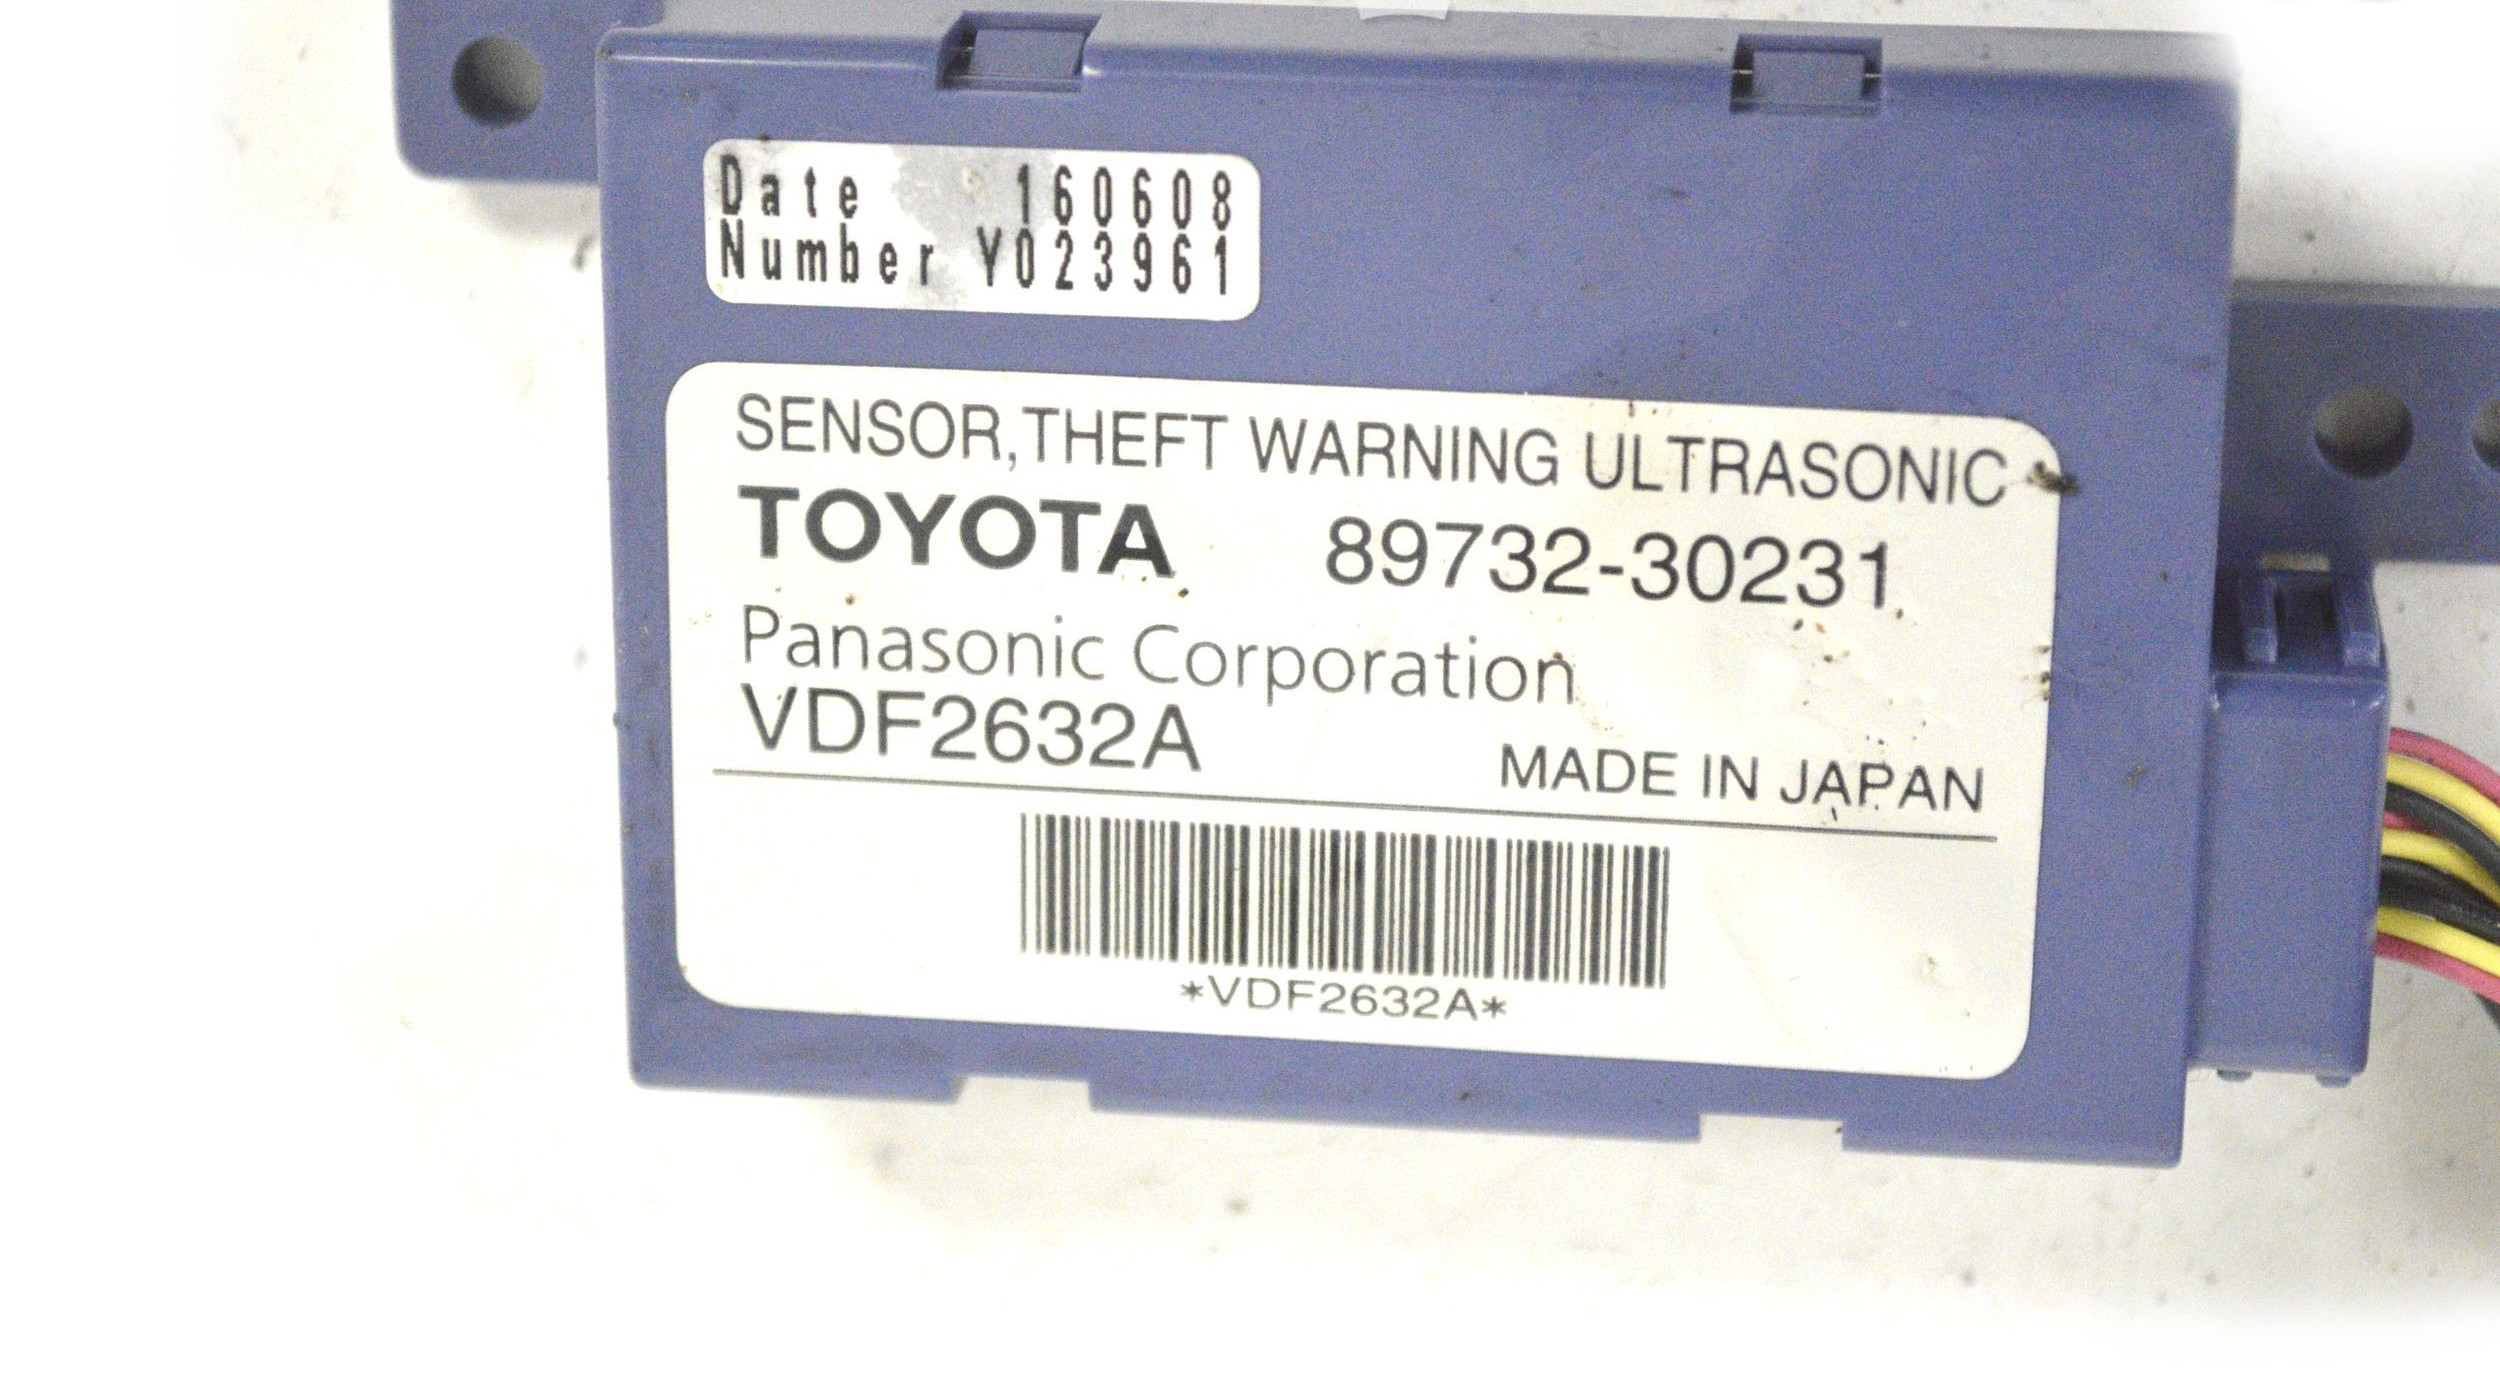 Date 160608
Number Y023961
SENSOR,THEFT WARNING ULTRASONIC
TOYOTA 89732-30231
Panasonic Corporation
VDF2632A
MADE IN JAPAN
*VDF2632A*